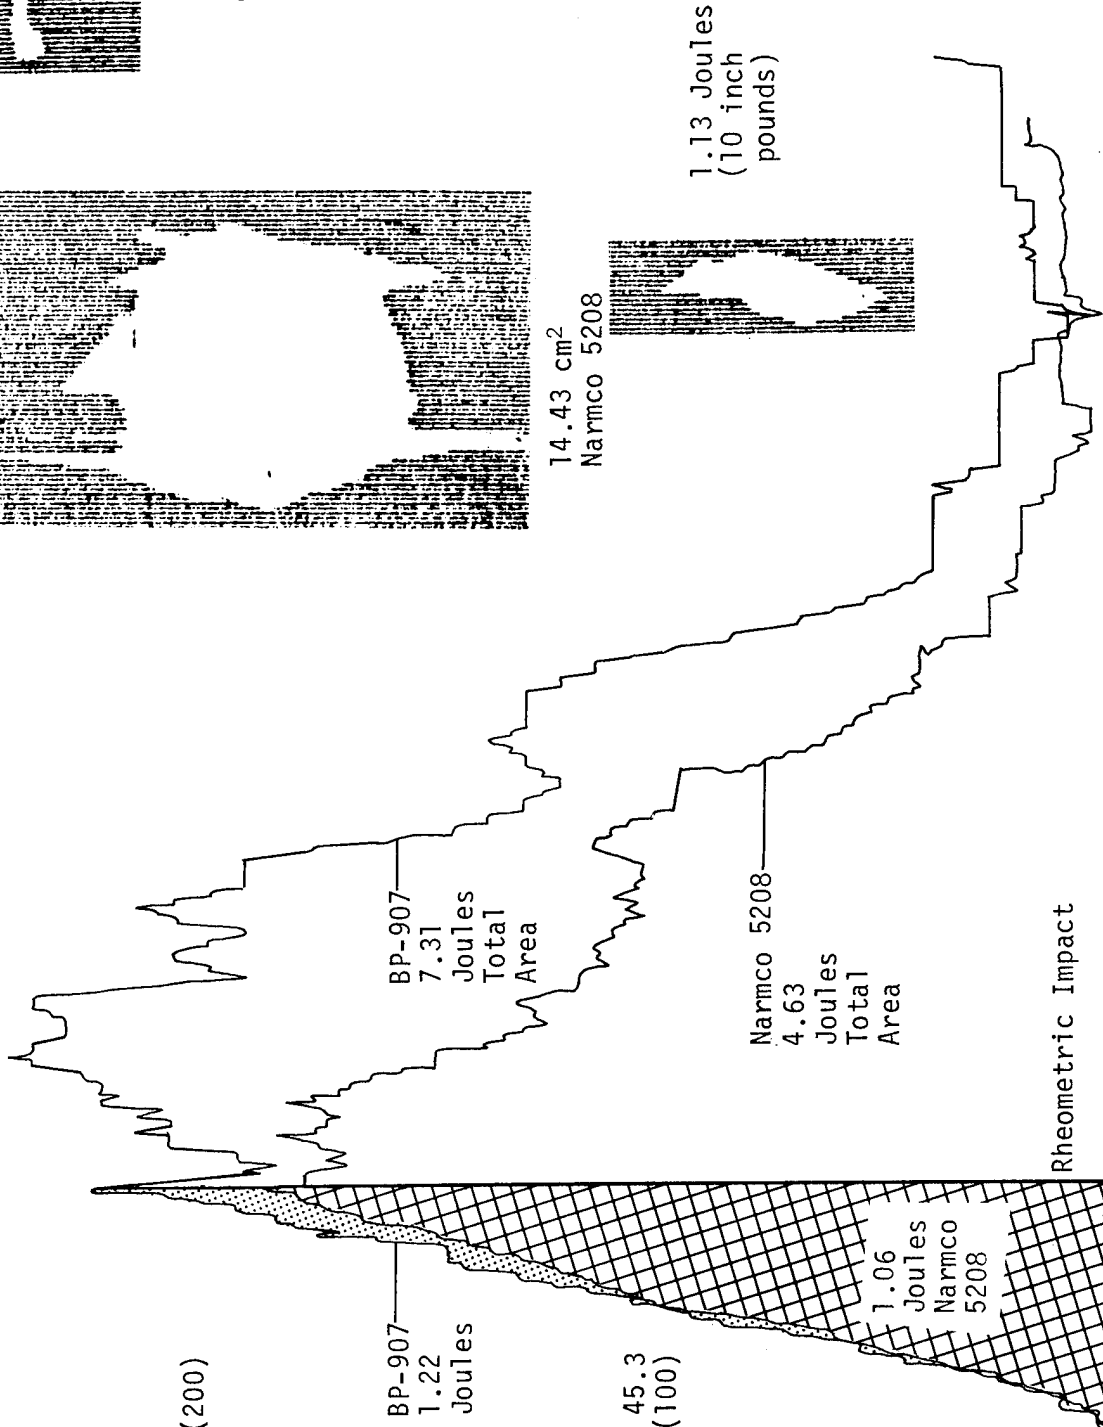 1.13 Joules
(10 inch
pounds)
14.43 cm2
Narmco 5208
BP-907
7.31
Joules
Total
Area
Narmco 5208
4.63
Joules
Total
Area
Rheometric Impact
(200)
BP-907
1.22
Joules
45.3
(100)
1.06
Joules
Narmco
5208